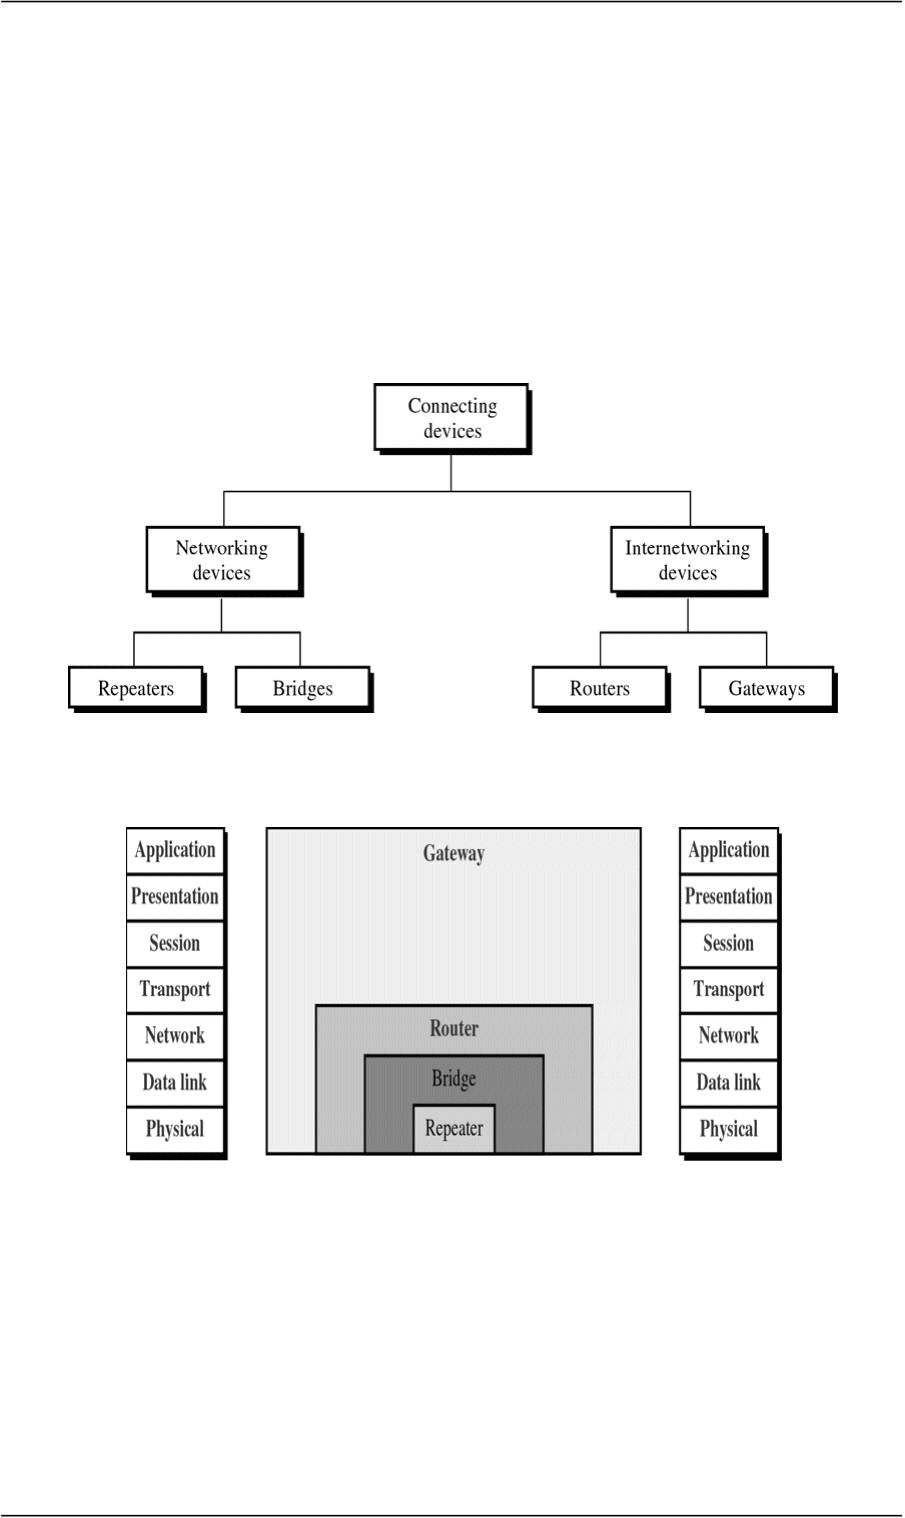 Connecting
devices
Networking
devices
Internetworking
devices
Repeaters
Bridges
Routers
Gateways
Application
Presentation
Session
Transport
Network
Data link
Physical
Gateway
Router
Bridge
Repeater
Application
Presentation
Session
Transport
Network
Data link
Physical